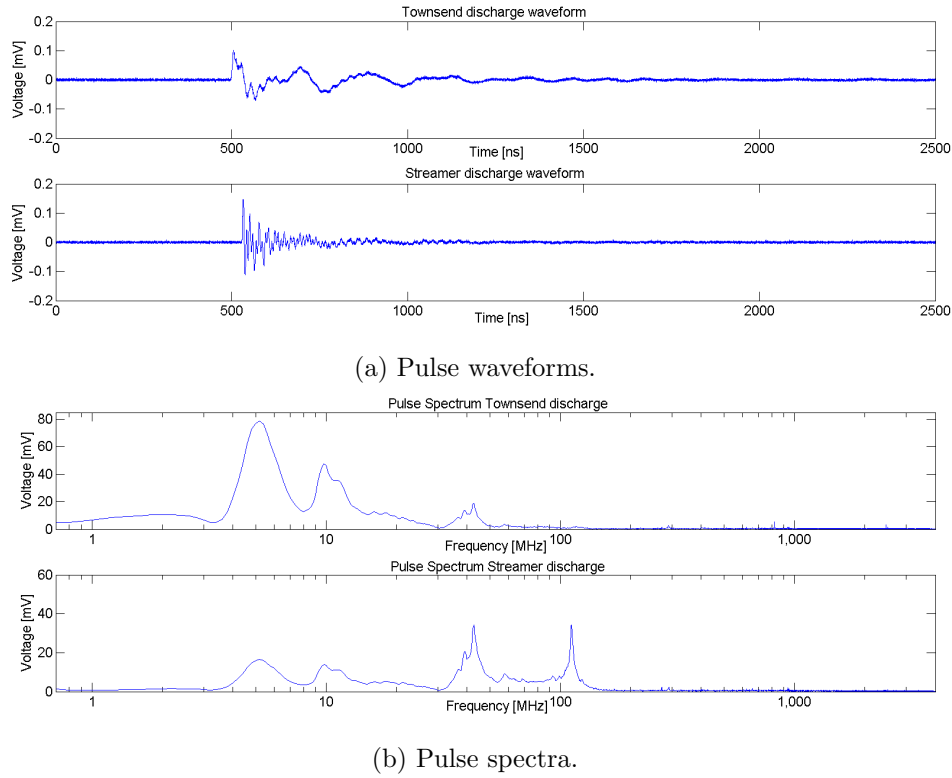 Townsend discharge waveform
Voltage [mV]
0.2
0.1
0
-0.1
-0.2
0 500 1000 1500 2000 2500
Time [ns]
Streamer discharge waveform
Voltage [mV]
0.2
0.1
0
-0.1
-0.2
0 500 1000 1500 2000 2500
Time [ns]
(a) Pulse waveforms.
Pulse Spectrum Townsend discharge
Voltage [mV]
80
60
40
20
0
1 10 100 1,000
Frequency [MHz]
Pulse Spectrum Streamer discharge
Voltage [mV]
60
40
20
0
1 10 100 1,000
Frequency [MHz]
(b) Pulse spectra.